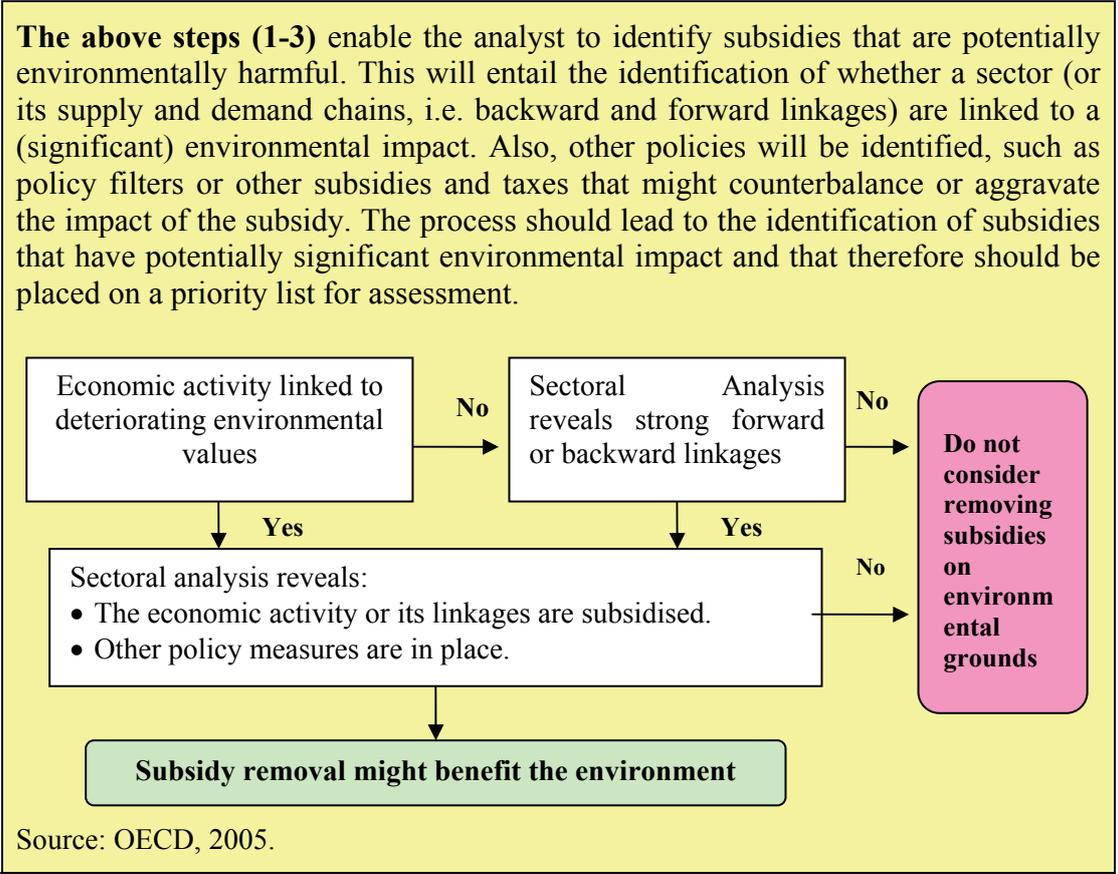 The above steps (1-3) enable the analyst to identify subsidies that are potentially
environmentally harmful. This will entail the identification of whether a sector (or
its supply and demand chains, i.e. backward and forward linkages) are linked to a
(significant) environmental impact. Also, other policies will be identified, such as
policy filters or other subsidies and taxes that might counterbalance or aggravate
the impact of the subsidy. The process should lead to the identification of subsidies
that have potentially significant environmental impact and that therefore should be
placed on a priority list for assessment.
Economic activity linked to
deteriorating environmental
values
No
Sectoral Analysis
reveals strong forward
or backward linkages
No
Do not
consider
removing
subsidies
on
environm
ental
grounds
Yes
Yes
Sectoral analysis reveals:
• The economic activity or its linkages are subsidised.
• Other policy measures are in place.
No
Subsidy removal might benefit the environment
Source: OECD, 2005.